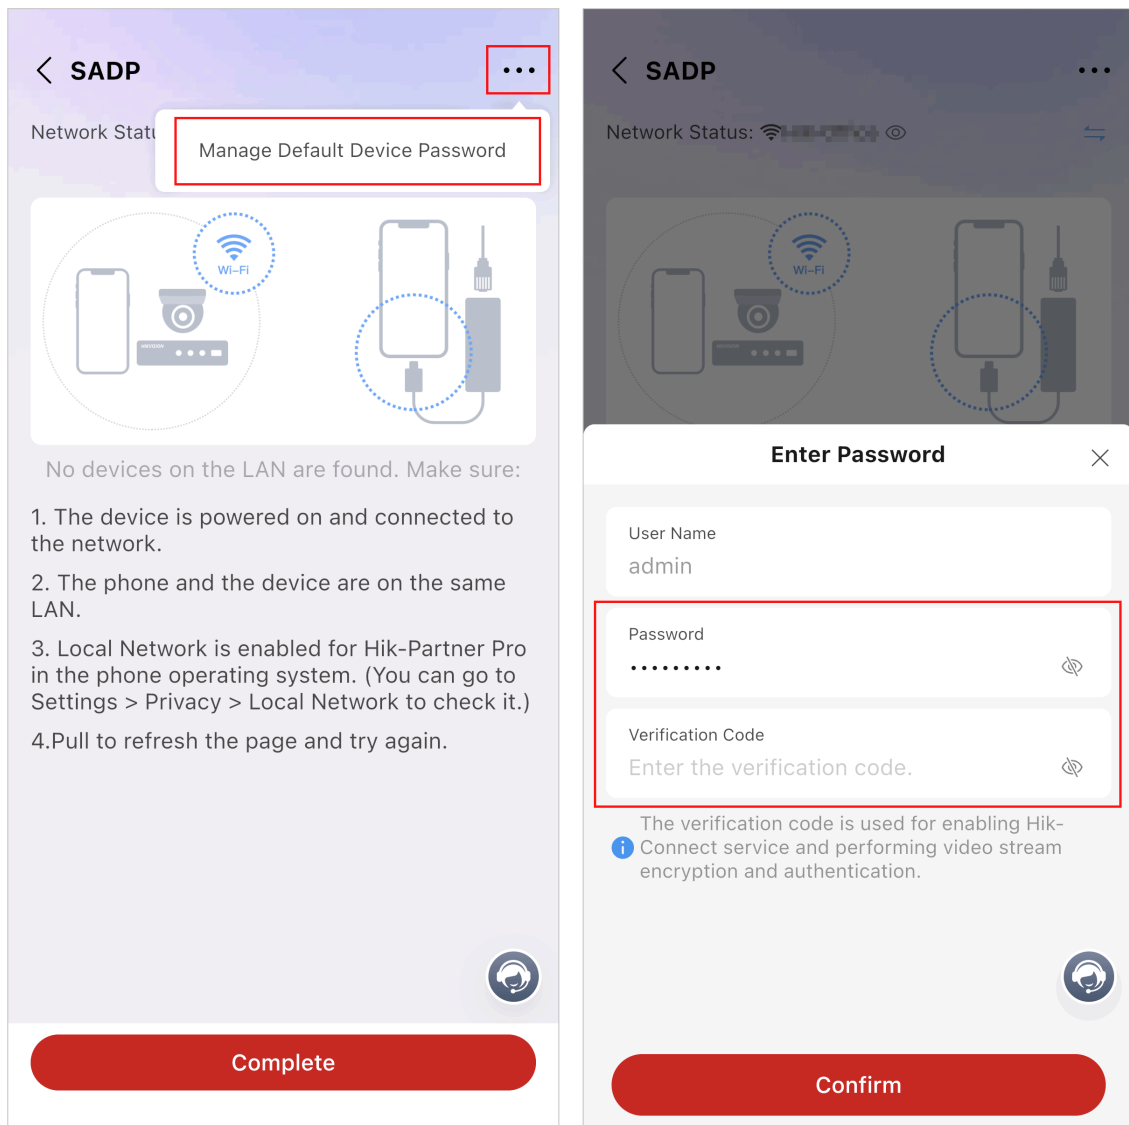 SADP
Network Statu
Manage Default Device Password
Wi-Fi
No devices on the LAN are found. Make sure:
1. The device is powered on and connected to
the network.
2. The phone and the device are on the same
LAN.
3. Local Network is enabled for Hik-Partner Pro
in the phone operating system. (You can go to
Settings > Privacy > Local Network to check it.)
4.Pull to refresh the page and try again.
Complete
SADP
Network Status:
Wi-Fi
Enter Password
User Name
admin
Password
•••••••••
Verification Code
Enter the verification code.
The verification code is used for enabling Hik-
Connect service and performing video stream
encryption and authentication.
Confirm